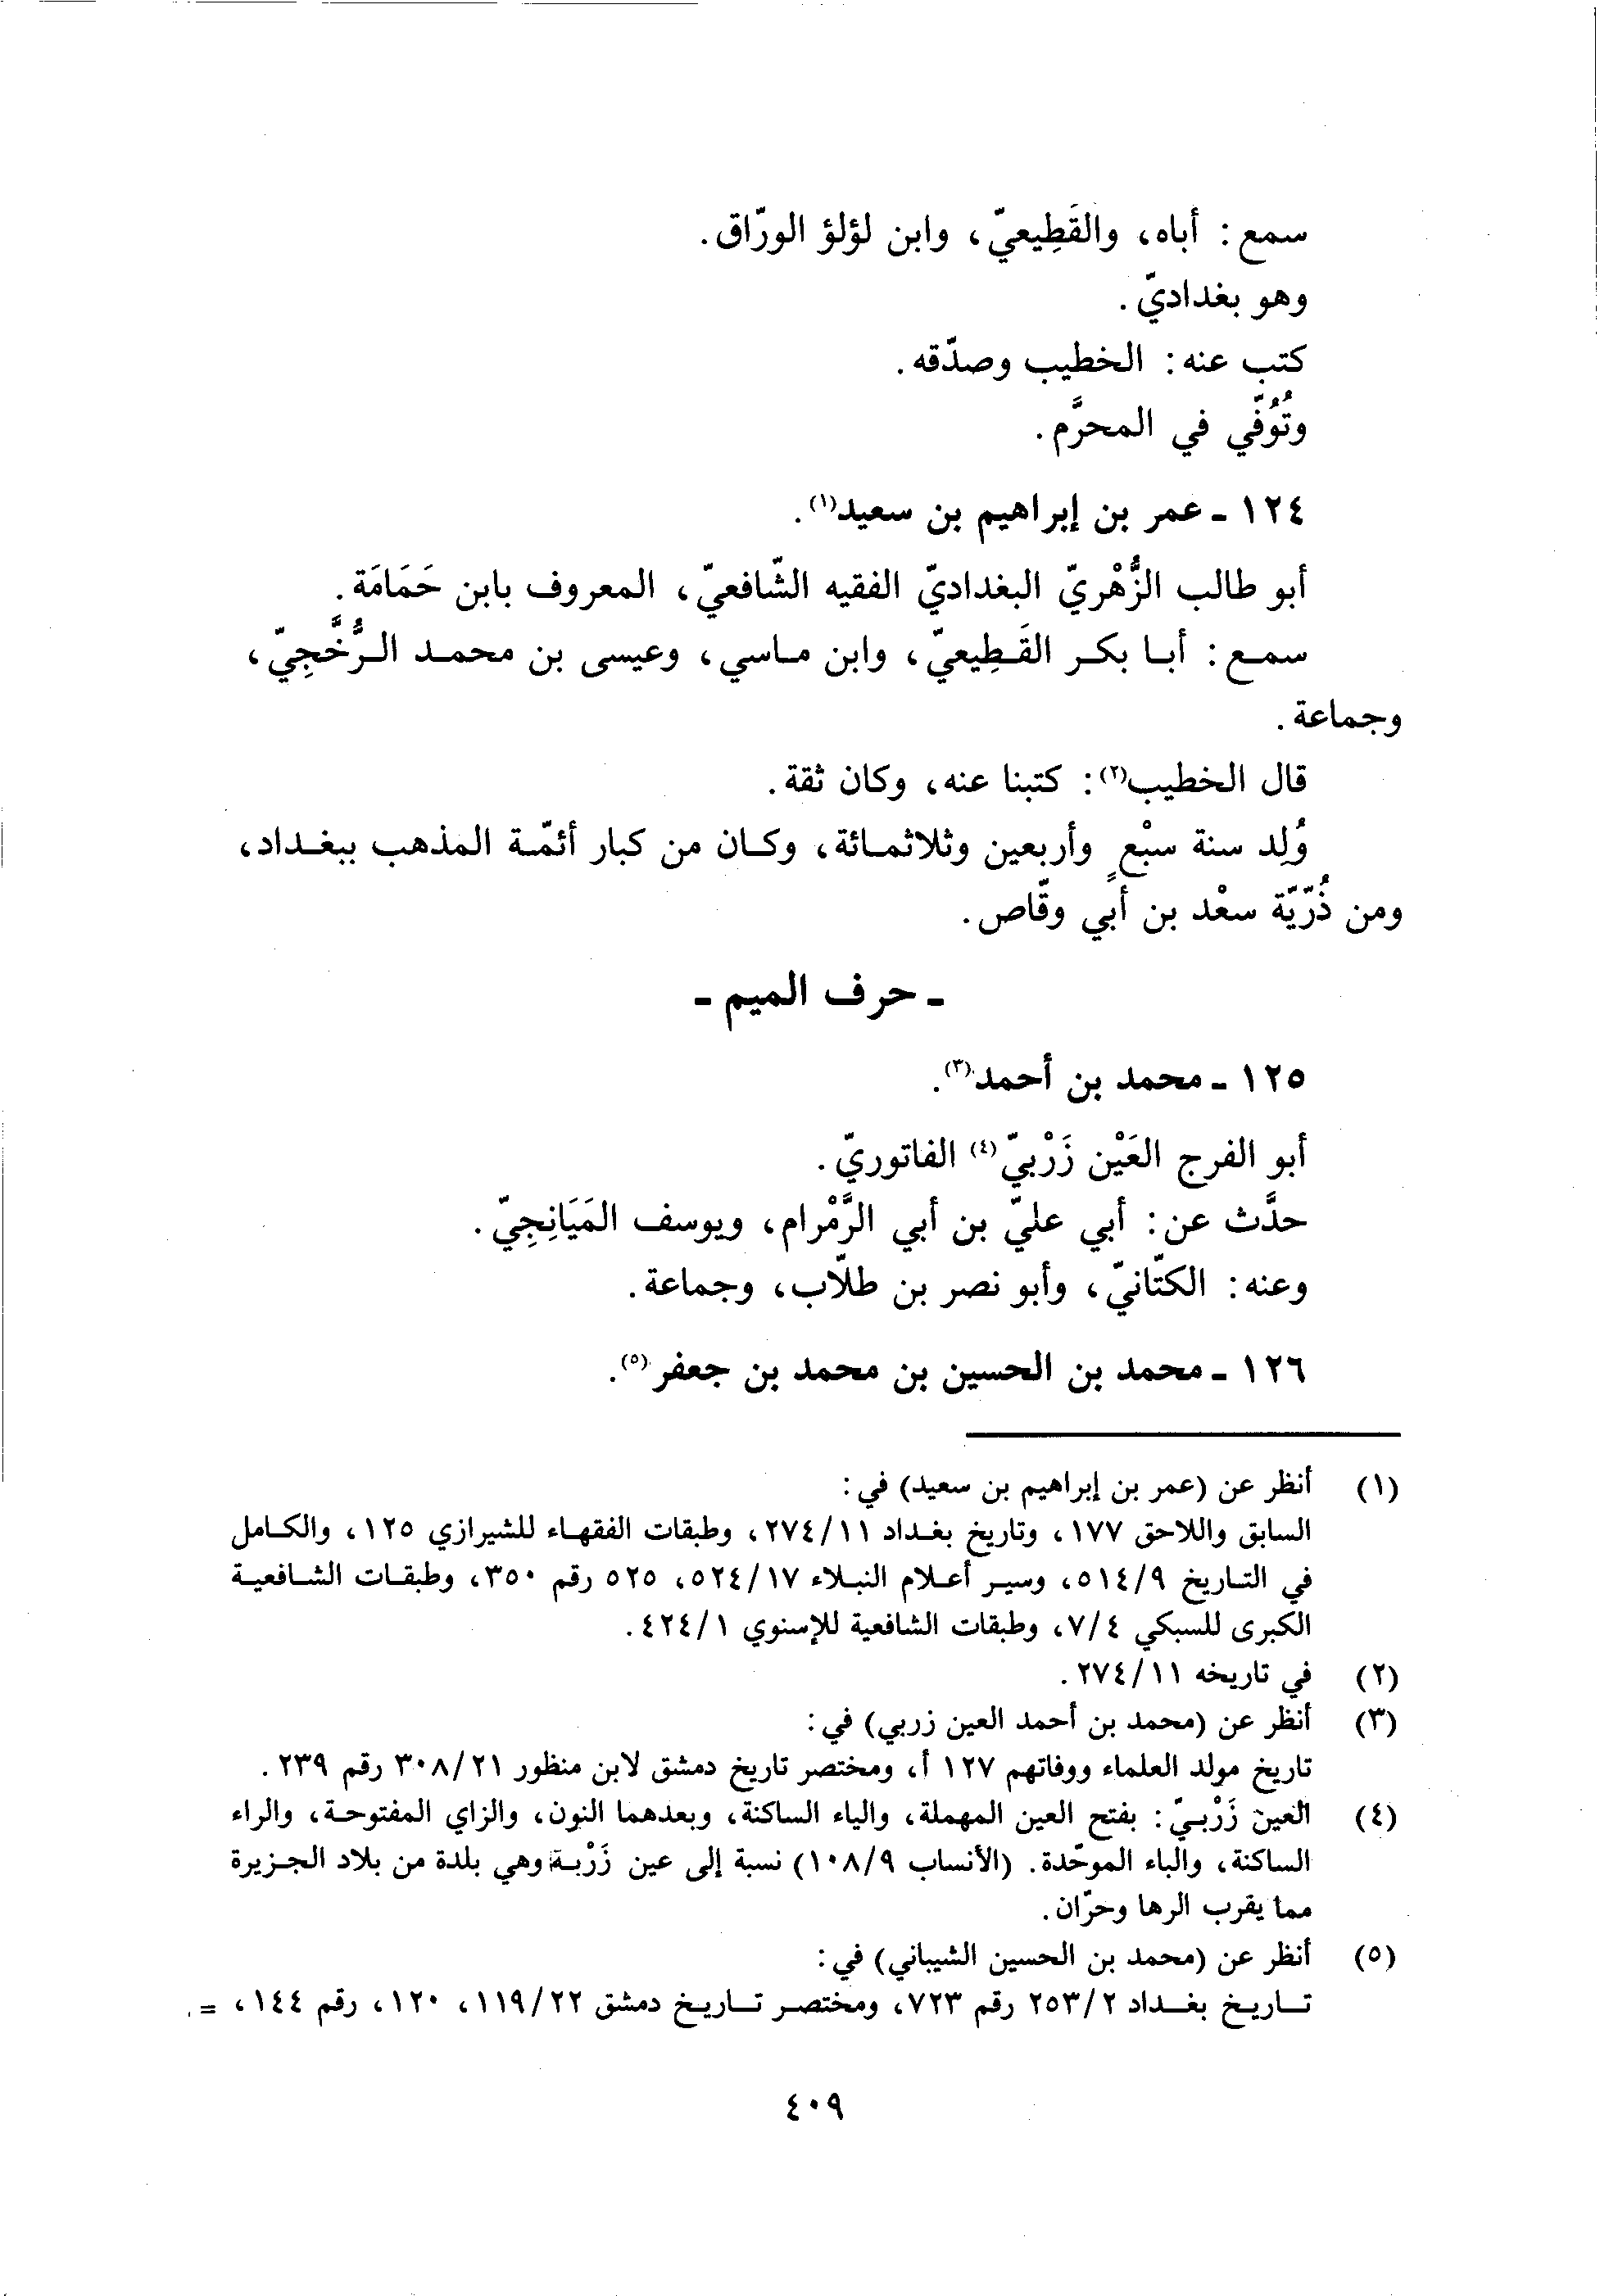 سمع: أباه، والقَطِيعيّ، وابن لؤلؤ الورّاق.
وهو بغداديّ.
كتب عنه: الخطيب وصدّقه.
وتُوُفّي في المحرَّم.
١٢٤ ـ عمر بن إبراهيم بن سعيد(١).
أبو طالب الزُّهْريّ البغداديّ الفقيه الشّافعيّ، المعروف بابن حَمَامَة.
سمع: أبا بكر القَطِيعيّ، وابن ماسي، وعيسى بن محمد الرُّخَّجِيّ،
وجماعة.
قال الخطيب(٢): كتبنا عنه، وكان ثقة.
وُلِد سنة سبْعٍ وأربعين وثلاثمائة، وكان من كبار أئمّة المذهب ببغداد،
ومن ذُرّيّة سعْد بن أبي وقّاص.
ـ حرف الميم ـ
١٢٥ ـ محمد بن أحمد(٣).
أبو الفرج العَيْن زَرْبيّ(٤) الفاتوريّ.
حدَّث عن: أبي عليّ بن أبي الرَّمْرام، ويوسف المَيَانِجِيّ.
وعنه: الكتّانيّ، وأبو نصر بن طلّاب، وجماعة.
١٢٦ ـ محمد بن الحسين بن محمد بن جعفر(٥).
(١) أنظر عن (عمر بن إبراهيم بن سعيد) في:
السابق واللاحق ١٧٧، وتاريخ بغداد ١١/٢٧٤، وطبقات الفقهاء للشيرازي ١٢٥، والكامل
في التاريخ ٩/٥١٤، وسير أعلام النبلاء ١٧/٥٢٤، ٥٢٥ رقم ٣٥٠، وطبقات الشافعية
الكبرى للسبكي ٤/٧، وطبقات الشافعية للإسنوي ١/٤٢٤.
(٢) في تاريخه ١١/٢٧٤.
(٣) أنظر عن (محمد بن أحمد العين زربي) في:
تاريخ مولد العلماء ووفاتهم ١٢٧ أ، ومختصر تاريخ دمشق لابن منظور ٢١/٣٠٨ رقم ٢٣٩.
(٤) العين زَرْبيّ: بفتح العين المهملة، والياء الساكنة، وبعدهما النون، والزاي المفتوحة، والراء
الساكنة، والباء الموحّدة. (الأنساب ٩/١٠٨) نسبة إلى عين زَرْبة وهي بلدة من بلاد الجزيرة
مما يقرب الرها وحرّان.
(٥) أنظر عن (محمد بن الحسين الشيباني) في:
تاريخ بغداد ٢/٢٥٣ رقم ٧٢٣، ومختصر تاريخ دمشق ٢٢/١١٩، ١٢٠، رقم ١٤٤، =
٤٠٩